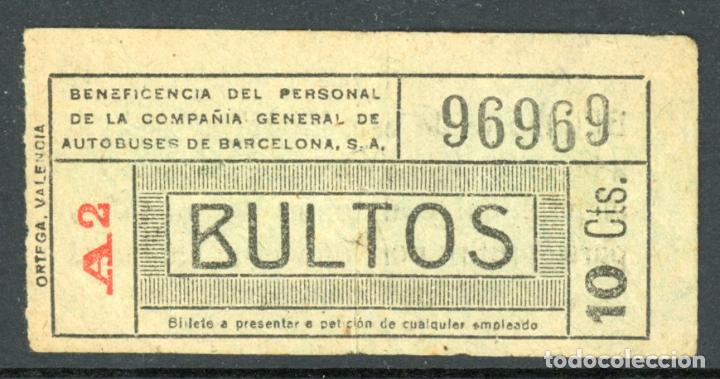 BENEFICENCIA DEL PERSONAL
DE LA COMPAÑIA GENERAL DE
AUTOBUSES DE BARCELONA, S. A.
96969
ORTEGA, VALENCIA
A 2
BULTOS
10 Cts.
Billete a presentar a petición de cualquier empleado
todocoleccion.net